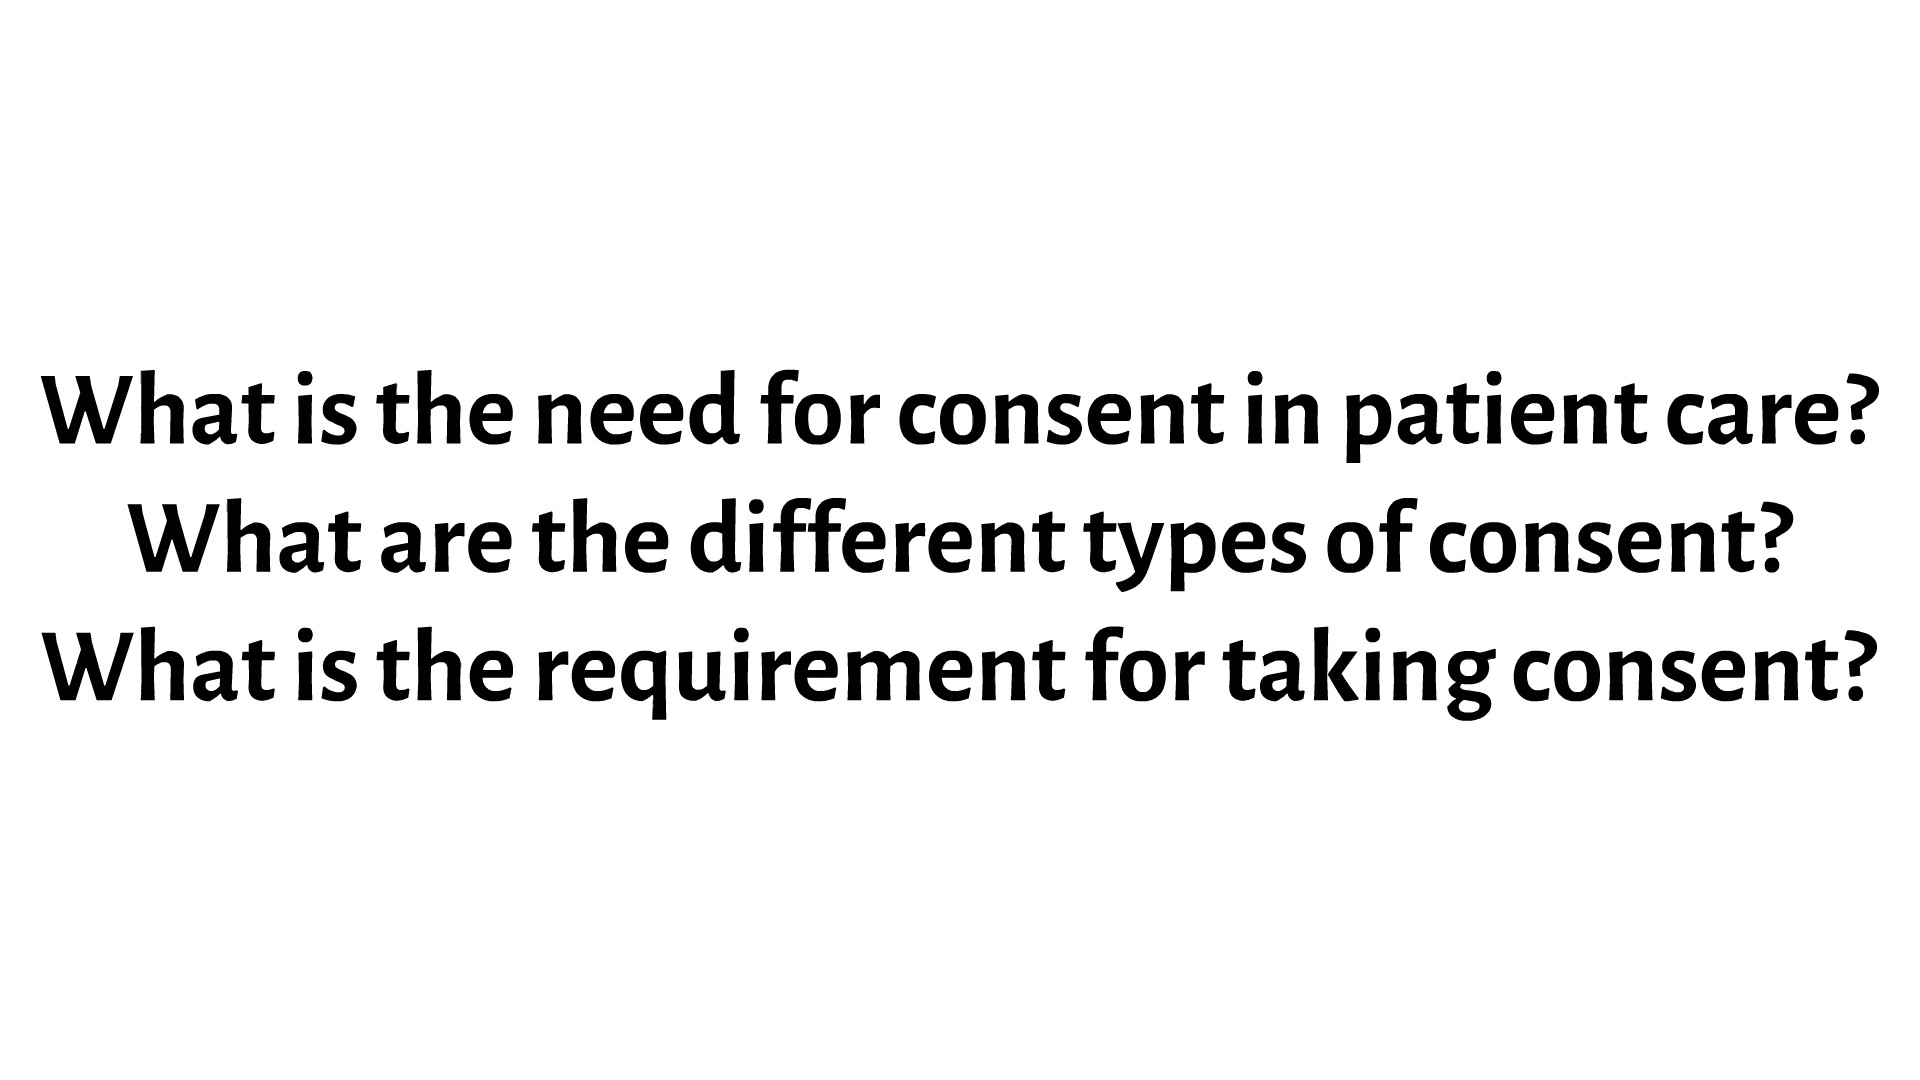 What is the need for consent in patient care?
What are the different types of consent?
What is the requirement for taking consent?